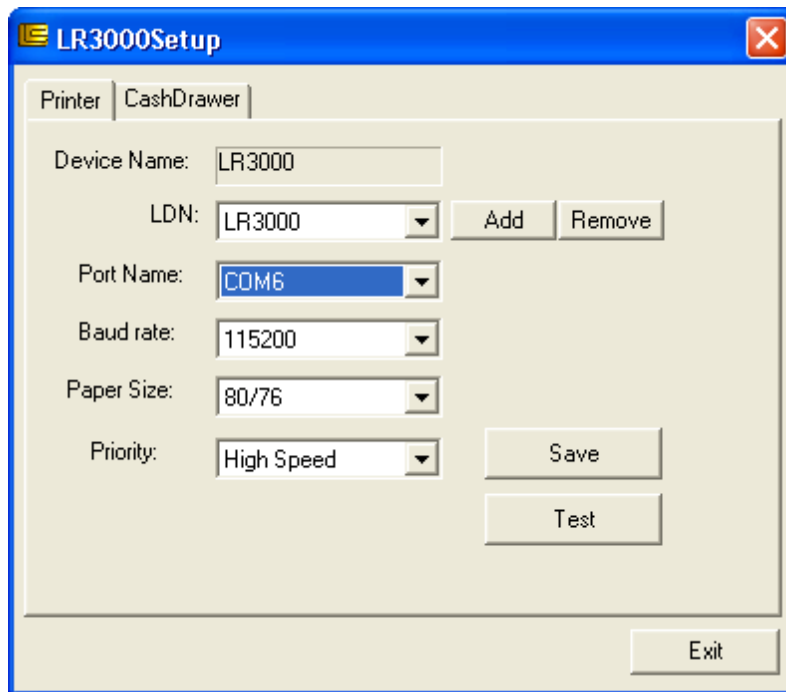 LR3000Setup
Printer CashDrawer
Device Name: LR3000
LDN: LR3000 Add Remove
Port Name: COM6
Baud rate: 115200
Paper Size: 80/76
Priority: High Speed Save
Test
Exit